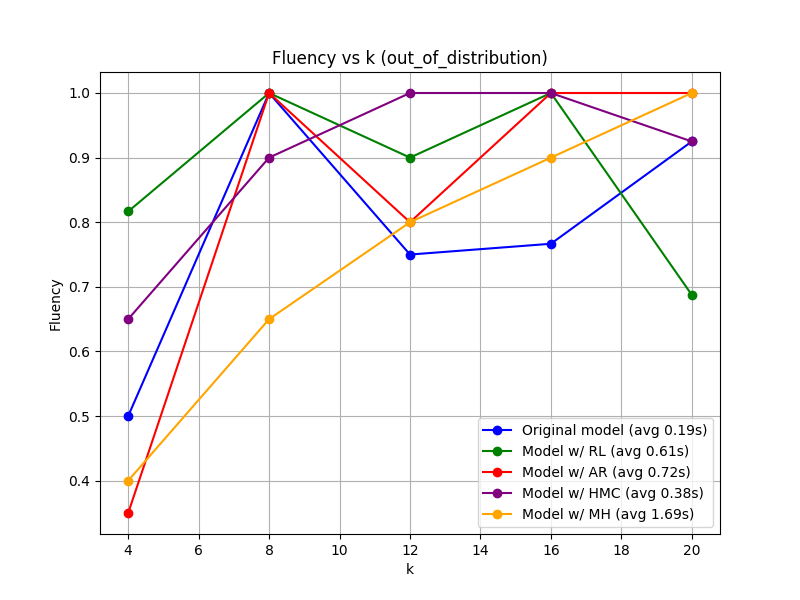 Fluency vs k (out_of_distribution)
Fluency
1.0
0.9
0.8
0.7
0.6
0.5
0.4
Original model (avg 0.19s)
Model w/ RL (avg 0.61s)
Model w/ AR (avg 0.72s)
Model w/ HMC (avg 0.38s)
Model w/ MH (avg 1.69s)
4 6 8 10 12 14 16 18 20
k